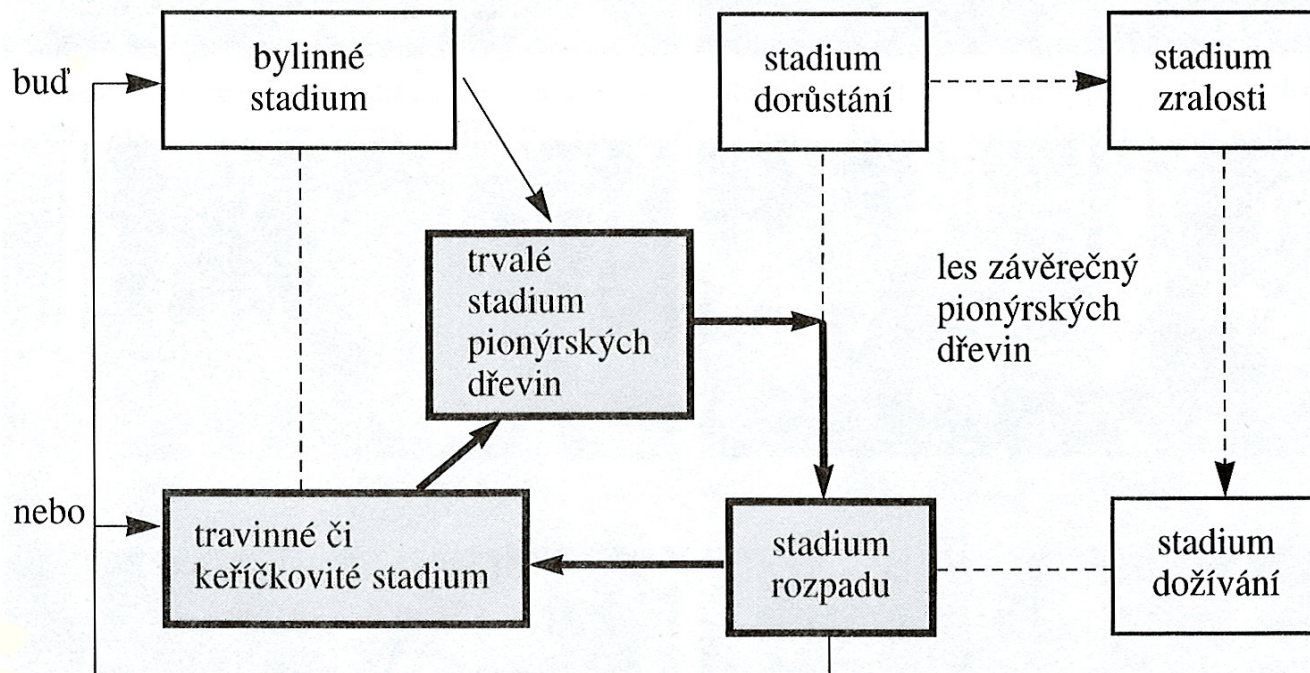 buď
bylinné
stadium
stadium
dorůstání
stadium
zralosti
trvalé
stadium
pionýrských
dřevin
les závěrečný
pionýrských
dřevin
nebo
travinné či
keříčkovité stadium
stadium
rozpadu
stadium
dožívání